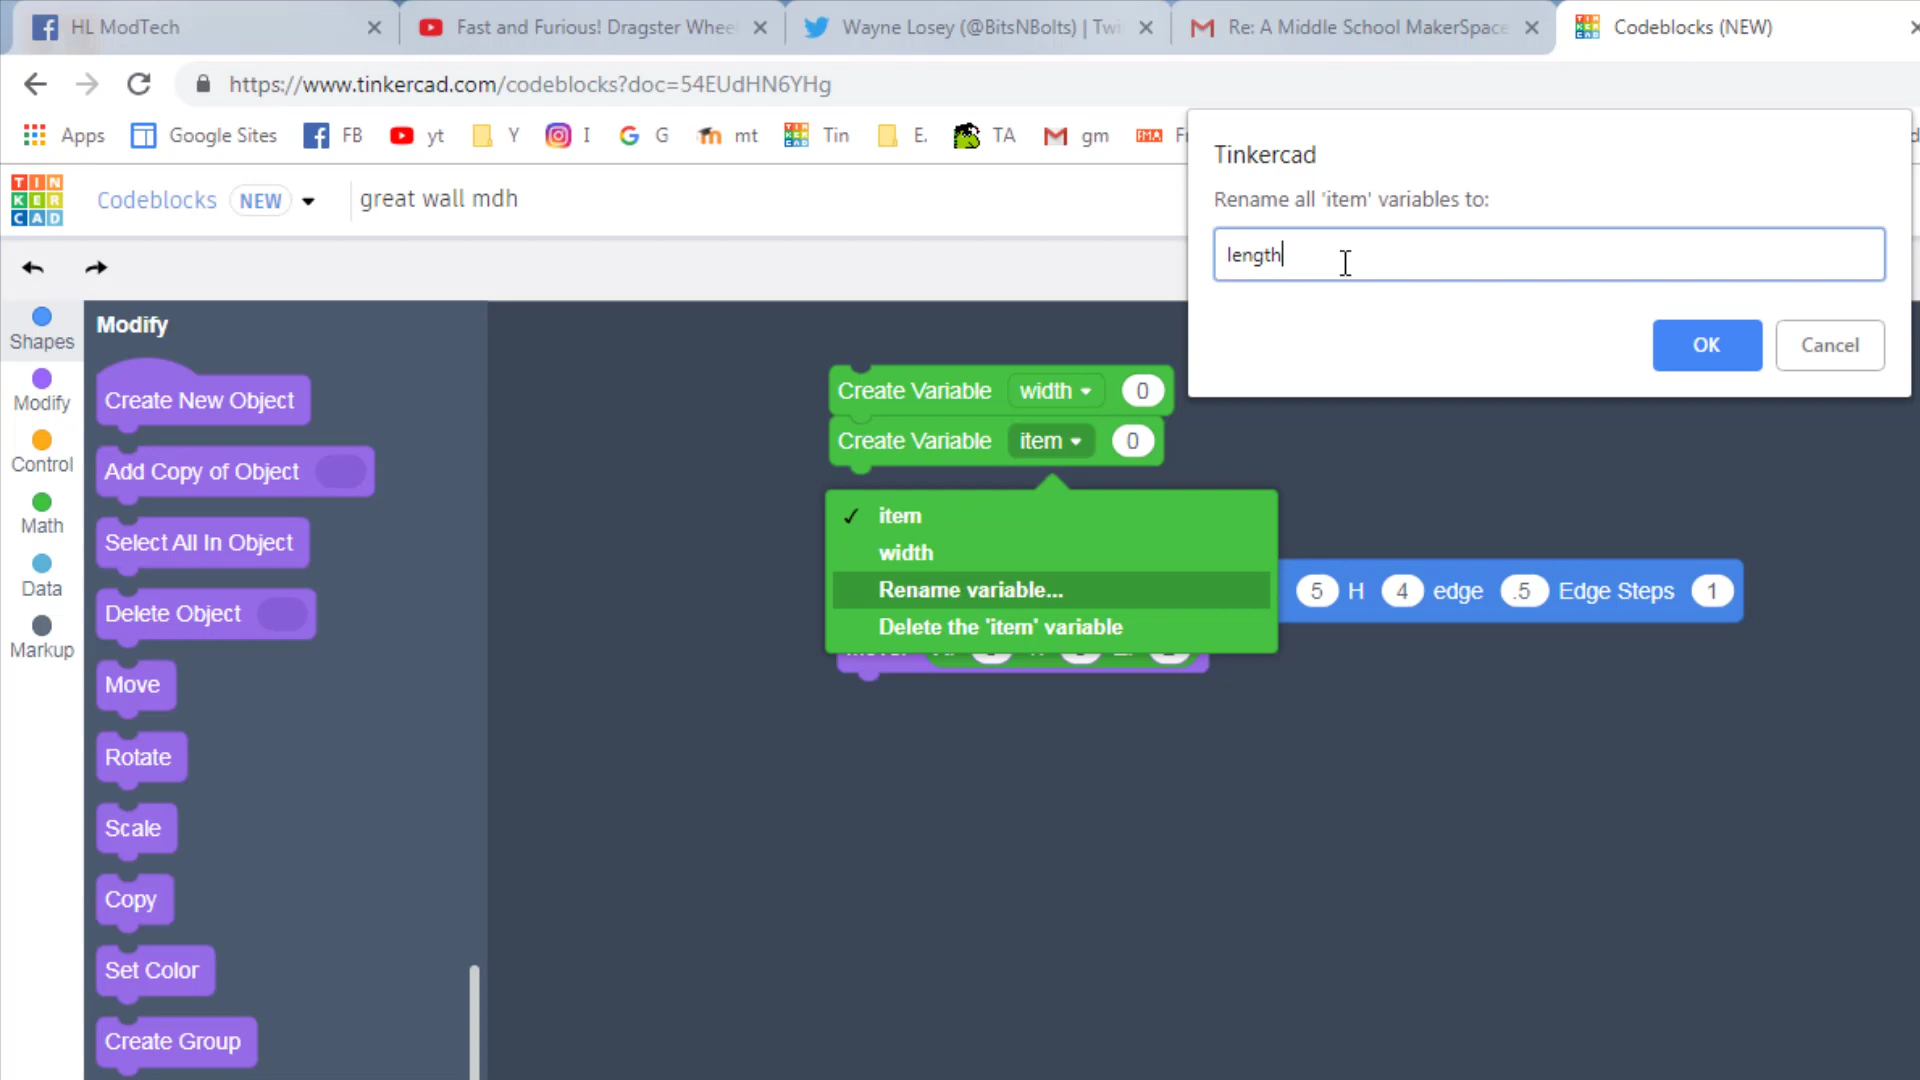 HL ModTech
Fast and Furious! Dragster Whee
Wayne Losey (@BitsNBolts) | Twi
Re: A Middle School MakerSpace
Codeblocks (NEW)
https://www.tinkercad.com/codeblocks?doc=54EUdHN6YHg
Apps Google Sites FB yt Y I G mt Tin E. TA gm
TIN
KER
CAD
Codeblocks NEW
great wall mdh
Tinkercad
Rename all 'item' variables to:
length
OK Cancel
Shapes
Modify
Control
Math
Data
Markup
Modify
Create New Object
Add Copy of Object
Select All In Object
Delete Object
Move
Rotate
Scale
Copy
Set Color
Create Group
Create Variable width 0
Create Variable item 0
✓ item
width
Rename variable...
Delete the 'item' variable
5 H 4 edge .5 Edge Steps 1